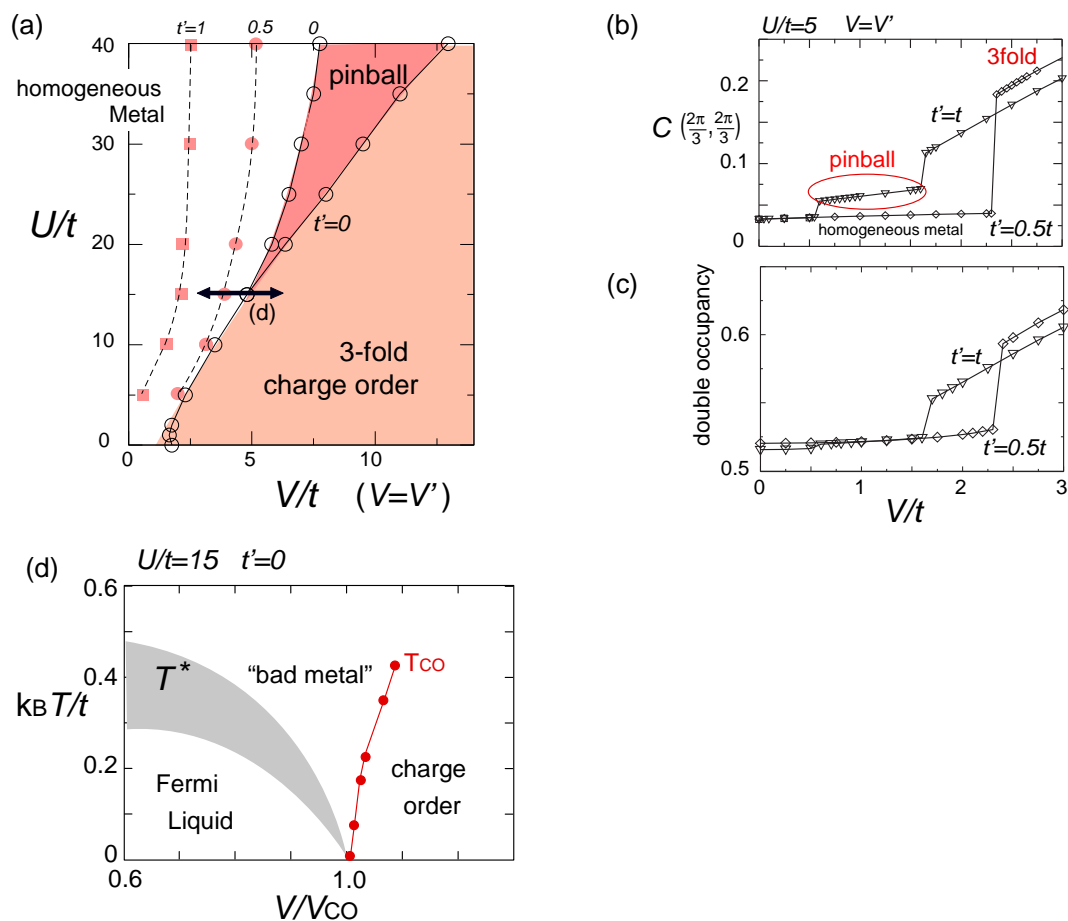 (a)
t'=1 0.5 0
40
30
20
10
0
U/t
homogeneous
Metal
pinball
t'=0
(d)
3-fold
charge order
0 5 10
V/t (V=V')
(b)
U/t=5 V=V'
0.2
0.1
0
C (2π/3, 2π/3)
3fold
t'=t
pinball
homogeneous metal
t'=0.5t
(c)
0.6
0.5
double occupancy
t'=t
t'=0.5t
0 1 2 3
V/t
U/t=15 t'=0
(d)
0.6
0.4
0.2
0
kBT/t
T*
"bad metal"
TCO
Fermi
Liquid
charge
order
0.6 1.0
V/VCO